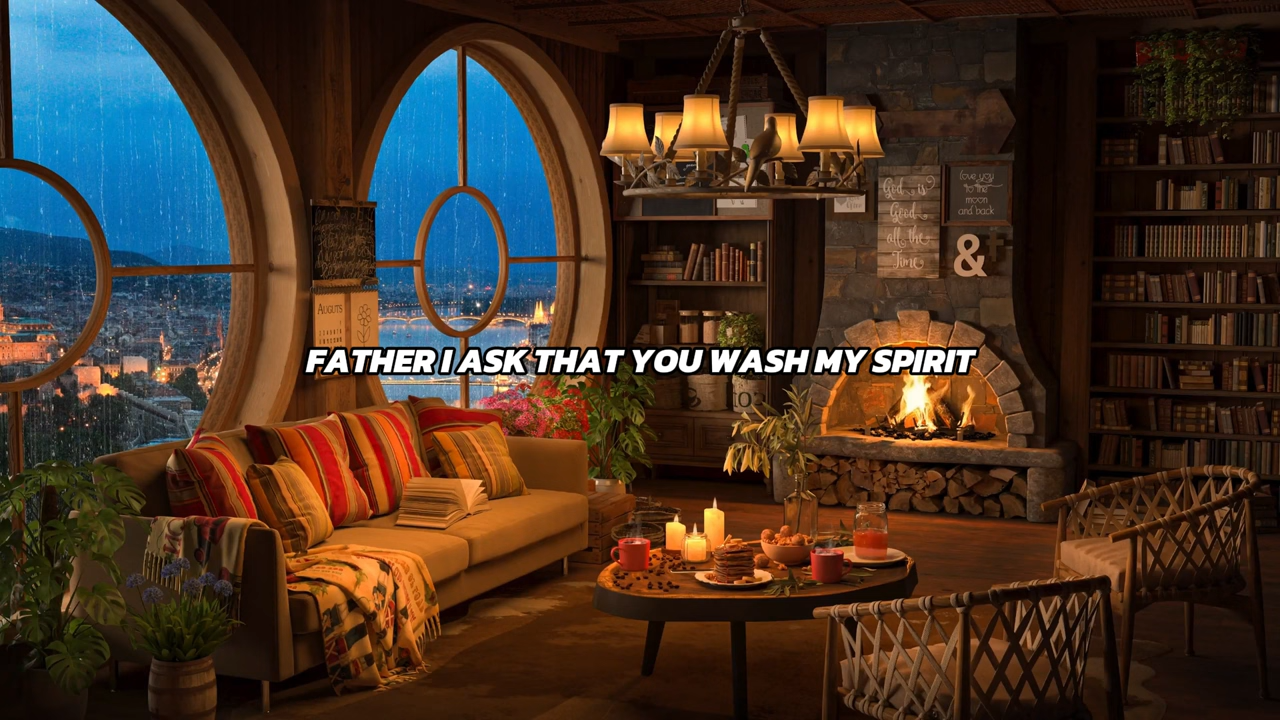 God is
Good
all the
Time
love you
to the
moon
and back
&
AUGUTS
FATHER I ASK THAT YOU WASH MY SPIRIT